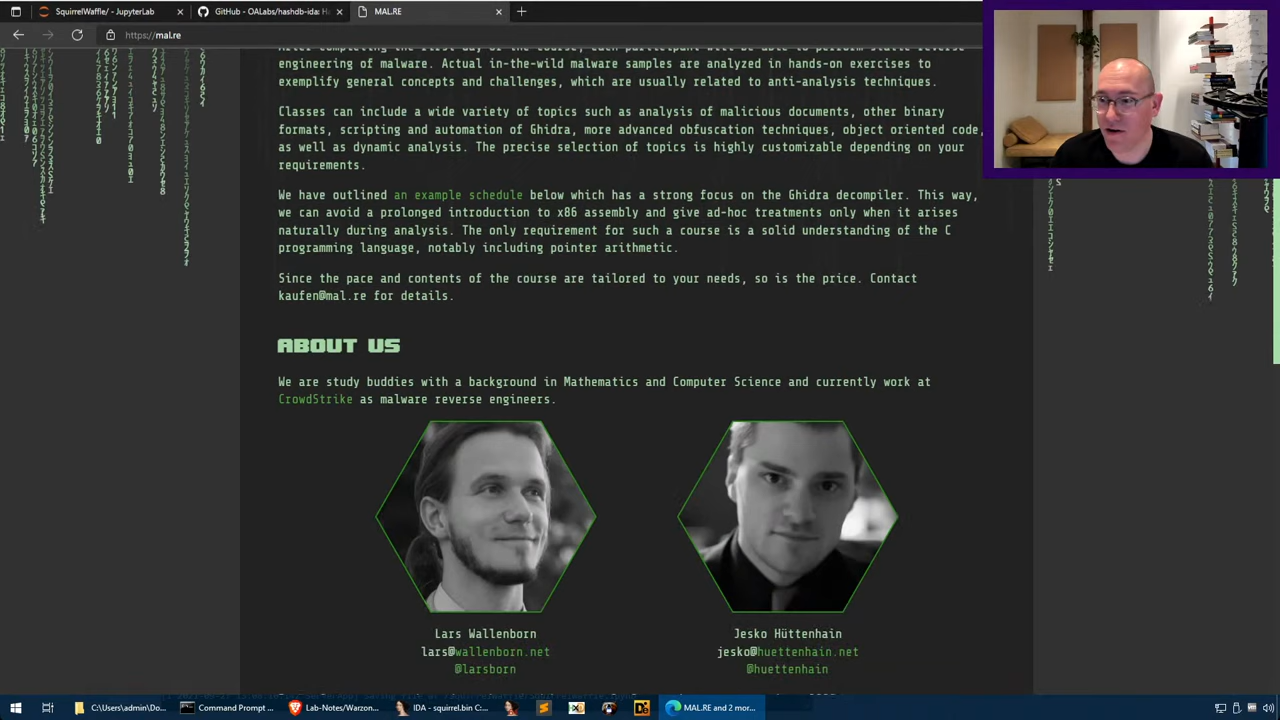 SquirrelWaffle/ - JupyterLab
GitHub - OALabs/hashdb-ida: Ha
MAL.RE
https://mal.re
engineering of malware. Actual in-the-wild malware samples are analyzed in hands-on exercises to
exemplify general concepts and challenges, which are usually related to anti-analysis techniques.
Classes can include a wide variety of topics such as analysis of malicious documents, other binary
formats, scripting and automation of Ghidra, more advanced obfuscation techniques, object oriented code,
as well as dynamic analysis. The precise selection of topics is highly customizable depending on your
requirements.
We have outlined an example schedule below which has a strong focus on the Ghidra decompiler. This way,
we can avoid a prolonged introduction to x86 assembly and give ad-hoc treatments only when it arises
naturally during analysis. The only requirement for such a course is a solid understanding of the C
programming language, notably including pointer arithmetic.
Since the pace and contents of the course are tailored to your needs, so is the price. Contact
kaufen@mal.re for details.
ABOUT US
We are study buddies with a background in Mathematics and Computer Science and currently work at
CrowdStrike as malware reverse engineers.
Lars Wallenborn
lars@wallenborn.net
@larsborn
Jesko Hüttenhain
jesko@huettenhain.net
@huettenhain
C:\Users\admin\Do...
Command Prompt ...
Lab-Notes/Warzon...
IDA - squirrel.bin C:...
MAL.RE and 2 mor...